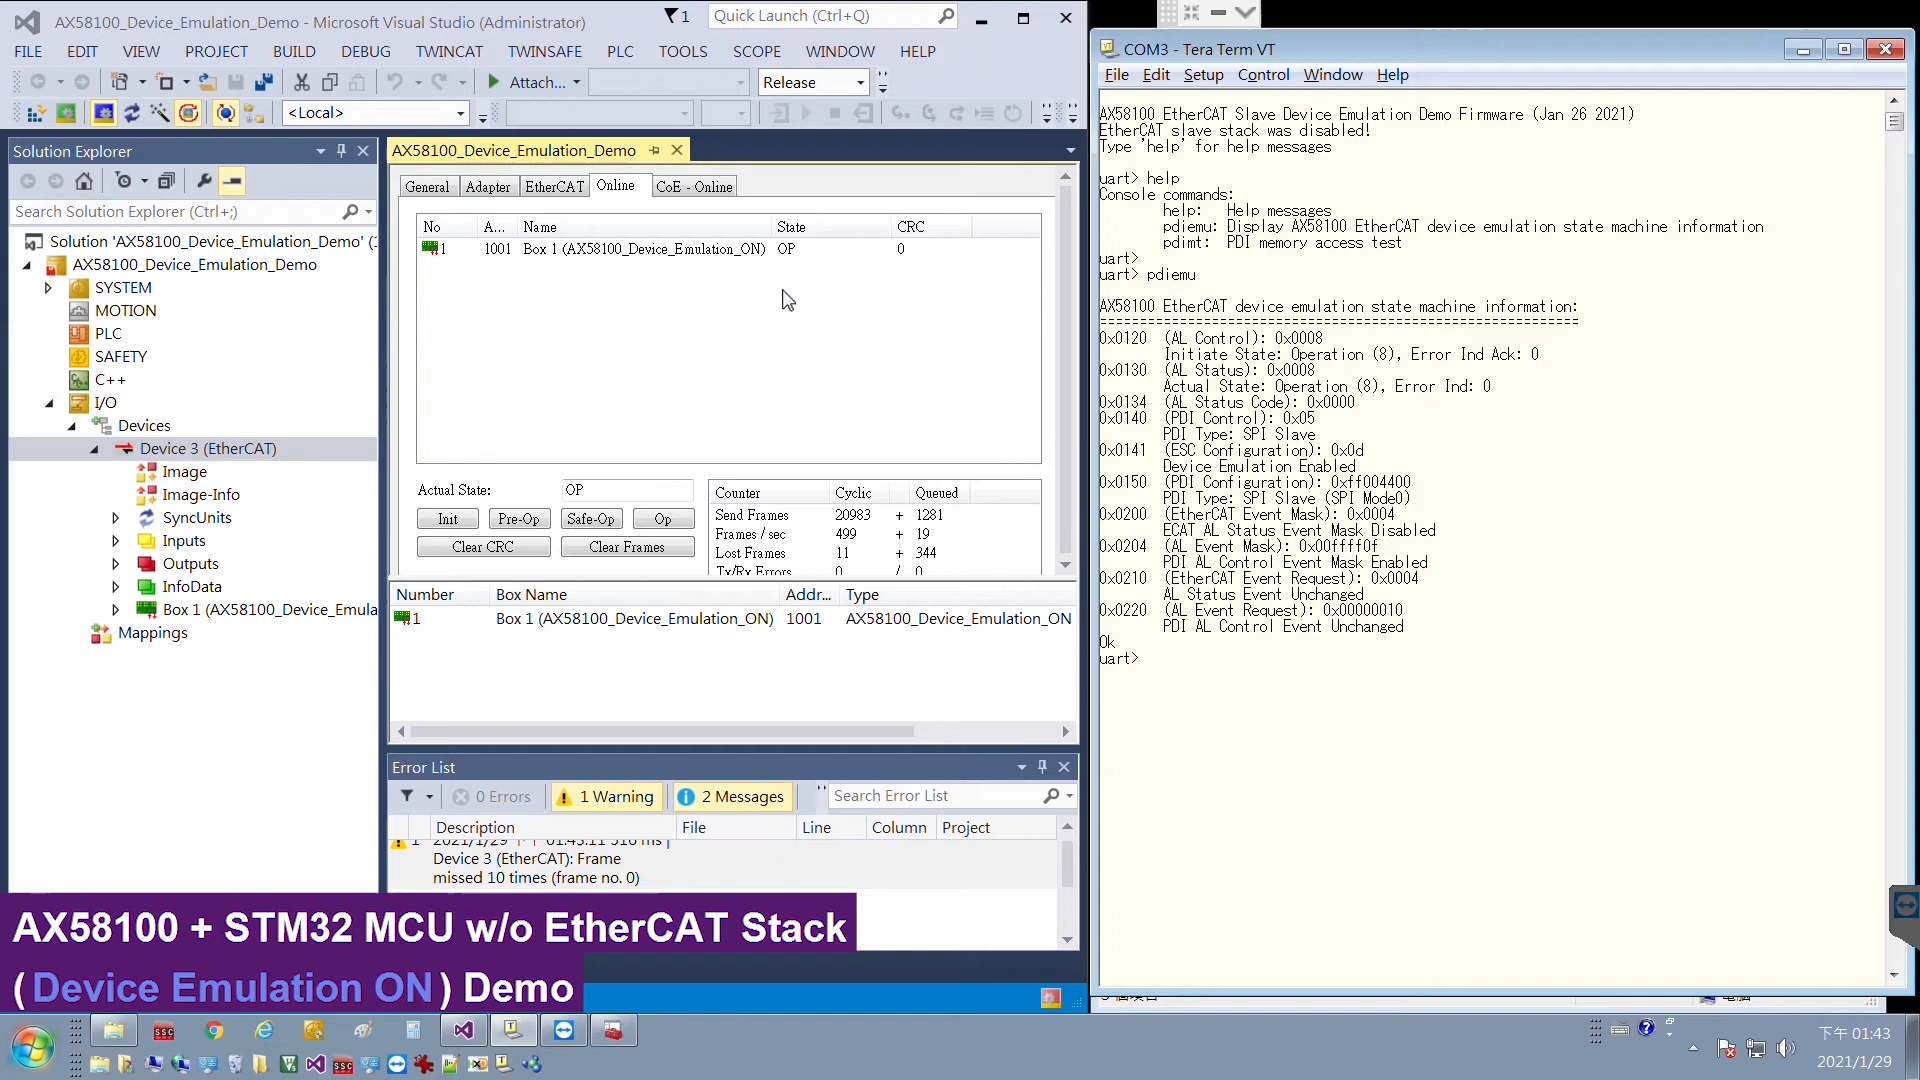 AX58100_Device_Emulation_Demo - Microsoft Visual Studio (Administrator)
1
Quick Launch (Ctrl+Q)
FILE EDIT VIEW PROJECT BUILD DEBUG TWINCAT TWINSAFE PLC TOOLS SCOPE WINDOW HELP
Attach...
Release
<Local>
Solution Explorer
Search Solution Explorer (Ctrl+;)
Solution 'AX58100_Device_Emulation_Demo' (1
AX58100_Device_Emulation_Demo
SYSTEM
MOTION
PLC
SAFETY
C++
I/O
Devices
Device 3 (EtherCAT)
Image
Image-Info
SyncUnits
Inputs
Outputs
InfoData
Box 1 (AX58100_Device_Emula
Mappings
AX58100_Device_Emulation_Demo
General Adapter EtherCAT Online CoE - Online
No A... Name State CRC
1 1001 Box 1 (AX58100_Device_Emulation_ON) OP 0
Actual State: OP
Init Pre-Op Safe-Op Op
Clear CRC Clear Frames
Counter Cyclic Queued
Send Frames 20983 + 1281
Frames / sec 499 + 19
Lost Frames 11 + 344
Tx/Rx Errors 0 / 0
Number Box Name Addr... Type
1 Box 1 (AX58100_Device_Emulation_ON) 1001 AX58100_Device_Emulation_ON
Error List
0 Errors 1 Warning 2 Messages Search Error List
Description File Line Column Project
Device 3 (EtherCAT): Frame
missed 10 times (frame no. 0)
AX58100 + STM32 MCU w/o EtherCAT Stack
(Device Emulation ON) Demo
COM3 - Tera Term VT
File Edit Setup Control Window Help
AX58100 EtherCAT Slave Device Emulation Demo Firmware (Jan 26 2021)
EtherCAT slave stack was disabled!
Type 'help' for help messages
uart> help
Console commands:
help: Help messages
pdiemu: Display AX58100 EtherCAT device emulation state machine information
pdimt: PDI memory access test
uart>
uart> pdiemu
AX58100 EtherCAT device emulation state machine information:
============================================================
0x0120 (AL Control): 0x0008
Initiate State: Operation (8), Error Ind Ack: 0
0x0130 (AL Status): 0x0008
Actual State: Operation (8), Error Ind: 0
0x0134 (AL Status Code): 0x0000
0x0140 (PDI Control): 0x05
PDI Type: SPI Slave
0x0141 (ESC Configuration): 0x0d
Device Emulation Enabled
0x0150 (PDI Configuration): 0xff004400
PDI Type: SPI Slave (SPI Mode0)
0x0200 (EtherCAT Event Mask): 0x0004
ECAT AL Status Event Mask Disabled
0x0204 (AL Event Mask): 0x00ffff0f
PDI AL Control Event Mask Enabled
0x0210 (EtherCAT Event Request): 0x0004
AL Status Event Unchanged
0x0220 (AL Event Request): 0x00000010
PDI AL Control Event Unchanged
Ok
uart>
下午 01:43
2021/1/29